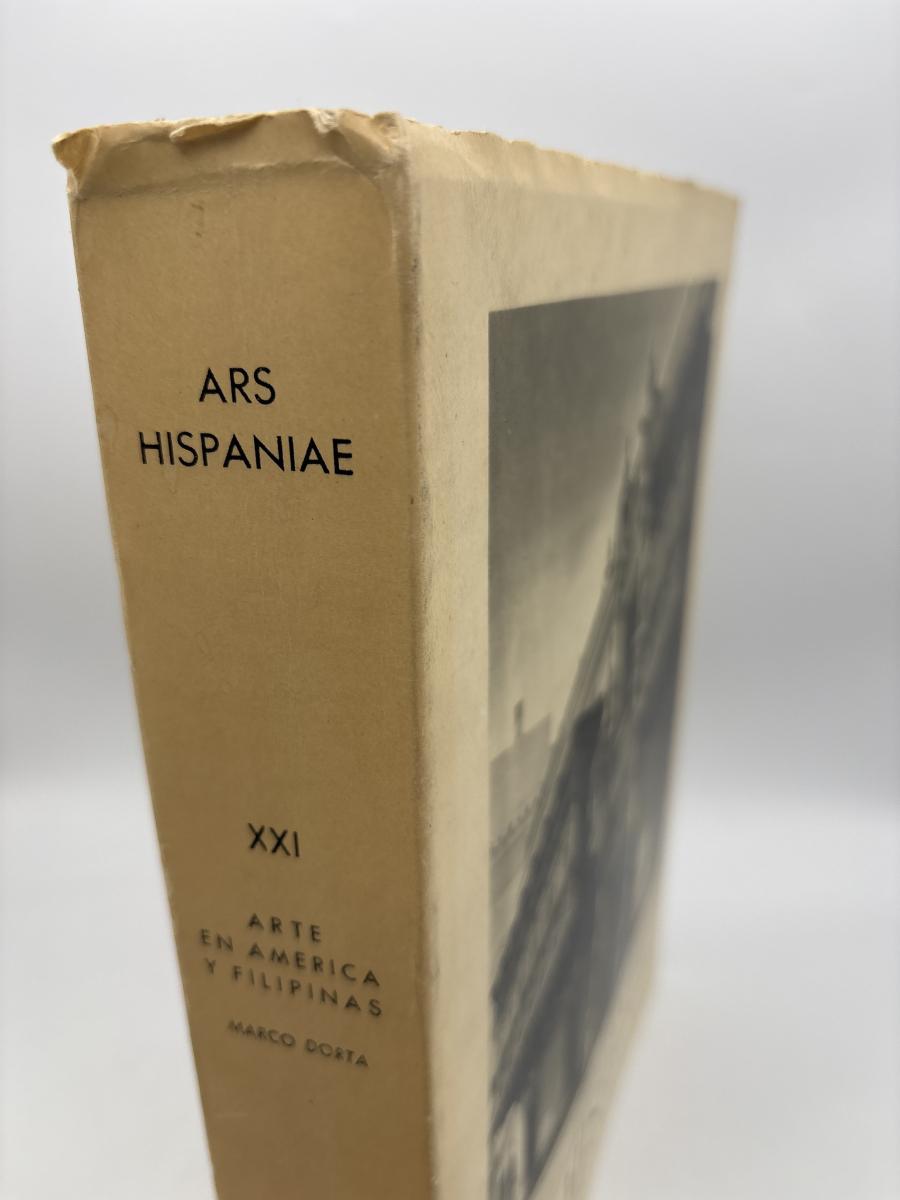 ARS
HISPANIAE
XXI
ARTE
EN AMERICA
Y FILIPINAS
MARCO DORTA